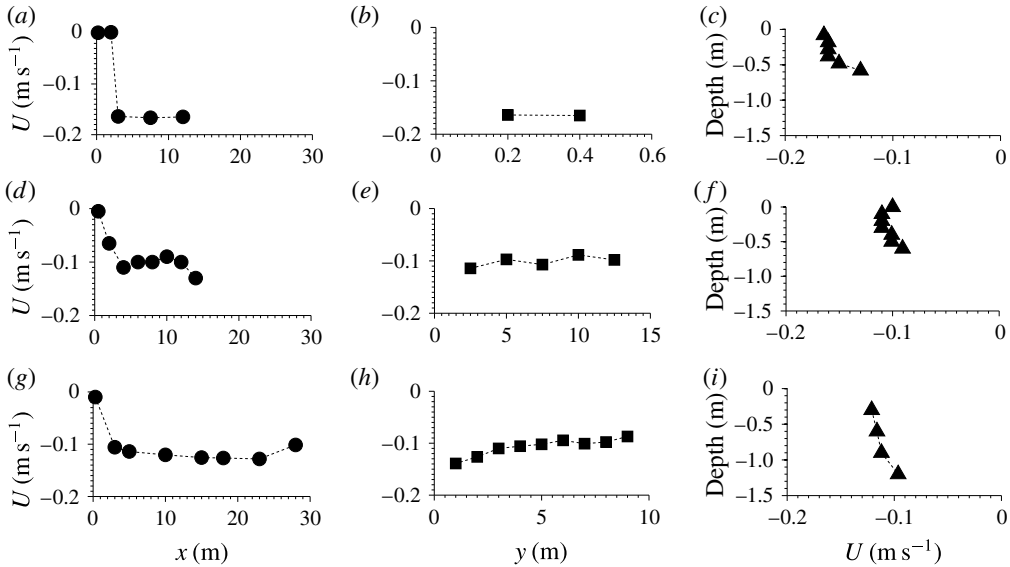 (a) (b) (c)
U (m s⁻¹) 0 −0.1 −0.2
0 10 20 30
0 −0.1 −0.2
0 0.2 0.4 0.6
Depth (m) 0 −0.5 −1.0 −1.5
−0.2 −0.1 0
(d) (e) (f)
U (m s⁻¹) 0 −0.1 −0.2
0 10 20 30
0 −0.1 −0.2
0 5 10 15
Depth (m) 0 −0.5 −1.0 −1.5
−0.2 −0.1 0
(g) (h) (i)
U (m s⁻¹) 0 −0.1 −0.2
0 10 20 30
x (m)
0 −0.1 −0.2
0 5 10
y (m)
Depth (m) 0 −0.5 −1.0 −1.5
−0.2 −0.1 0
U (m s⁻¹)